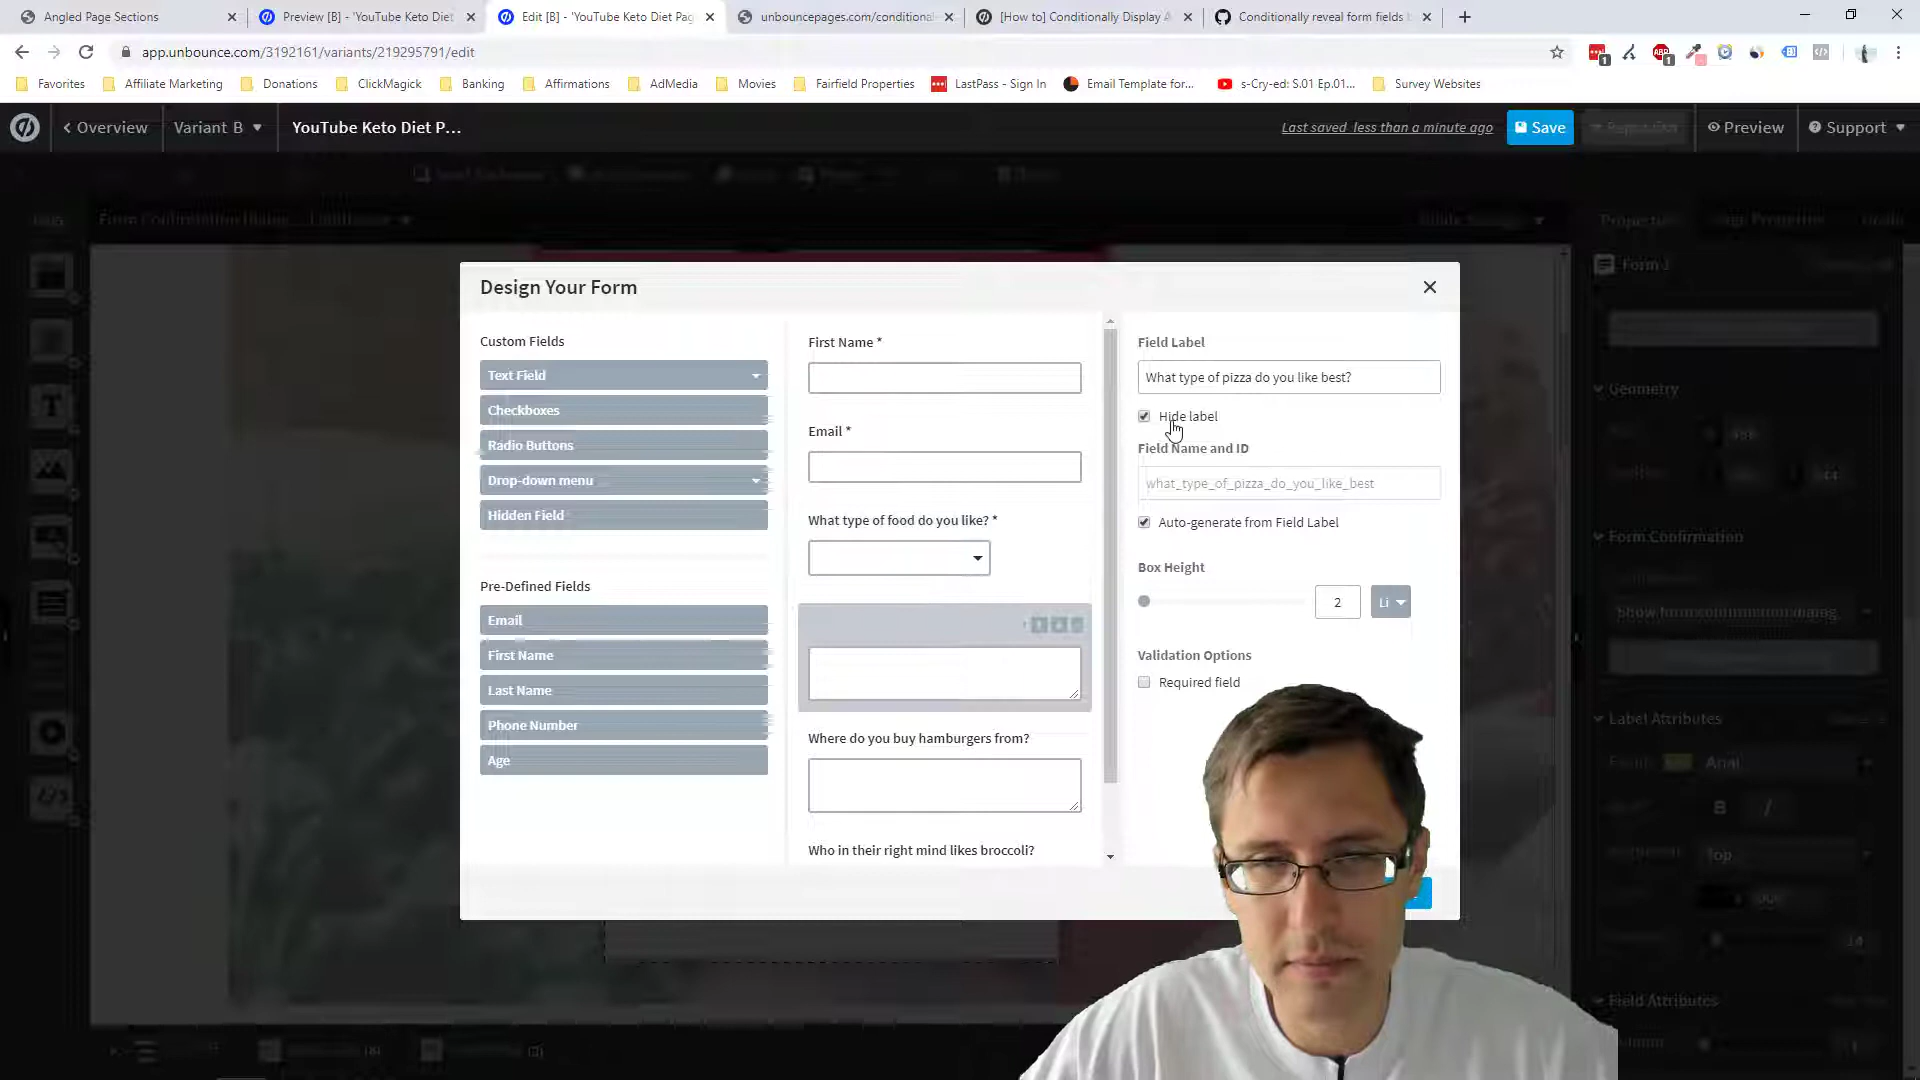 Angled Page Sections
Preview [B] - 'YouTube Keto Diet
Edit [B] - 'YouTube Keto Diet Pag
unbouncepages.com/conditional
[How to] Conditionally Display A
Conditionally reveal form fields
app.unbounce.com/3192161/variants/219295791/edit
Favorites
Affiliate Marketing
Donations
ClickMagick
Banking
Affirmations
AdMedia
Movies
Fairfield Properties
LastPass - Sign In
Email Template for...
s-Cry-ed: S.01 Ep.01...
Survey Websites
Overview
Variant B
YouTube Keto Diet P...
Last saved less than a minute ago
Save
Preview
Support
Form Confirmation Dialog
Properties
Design Your Form
Custom Fields
Text Field
Checkboxes
Radio Buttons
Drop-down menu
Hidden Field
Pre-Defined Fields
Email
First Name
Last Name
Phone Number
Age
First Name *
Email *
What type of food do you like? *
Where do you buy hamburgers from?
Who in their right mind likes broccoli?
Field Label
What type of pizza do you like best?
Hide label
Field Name and ID
what_type_of_pizza_do_you_like_best
Auto-generate from Field Label
Box Height
2
Li
Validation Options
Required field
Geometry
Form Confirmation
Show form confirmation dialog
Label Attributes
Arial
B
I
Top
14
Field Attributes